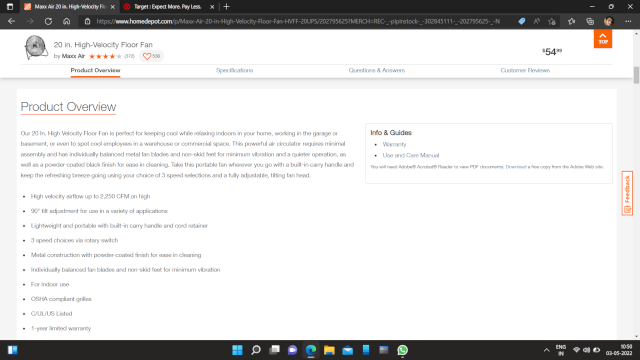 Maxx Air 20 in. High-Velocity Fl
Target : Expect More. Pay Less.
https://www.homedepot.com/p/Maxx-Air-20-in-High-Velocity-Floor-Fan-HVFF-20UPS/202795625?MERCH=REC-_-pipinstock-_-302845111-_-202795625-_-N
20 in. High-Velocity Floor Fan
by Maxx Air
$54.99
TOP
Product Overview
Specifications
Questions & Answers
Customer Reviews
Product Overview
Our 20 In. High Velocity Floor Fan is perfect for keeping cool while relaxing indoors in your home, working in the garage or
basement, or even to spot cool employees in a warehouse or commercial space. This powerful air circulator requires minimal
assembly and has individually balanced metal fan blades and non-skid feet for minimum vibration and a quieter operation, as
well as a powder-coated black finish for ease in cleaning. Take this portable fan wherever you go with a built-in carry handle and
keep the refreshing breeze going using your choice of 3 speed selections and a fully adjustable, tilting fan head.
High velocity airflow up to 2,250 CFM on high
90° tilt adjustment for use in a variety of applications
Lightweight and portable with built-in carry handle and cord retainer
3 speed choices via rotary switch
Metal construction with powder-coated finish for ease in cleaning
Individually balanced fan blades and non-skid feet for minimum vibration
For indoor use
OSHA compliant grilles
C/UL/US Listed
1-year limited warranty
Info & Guides
Warranty
Use and Care Manual
You will need Adobe® Acrobat® Reader to view PDF documents. Download a free copy from the Adobe Web site.
Feedback
ENG
IN
10:50
03-05-2022